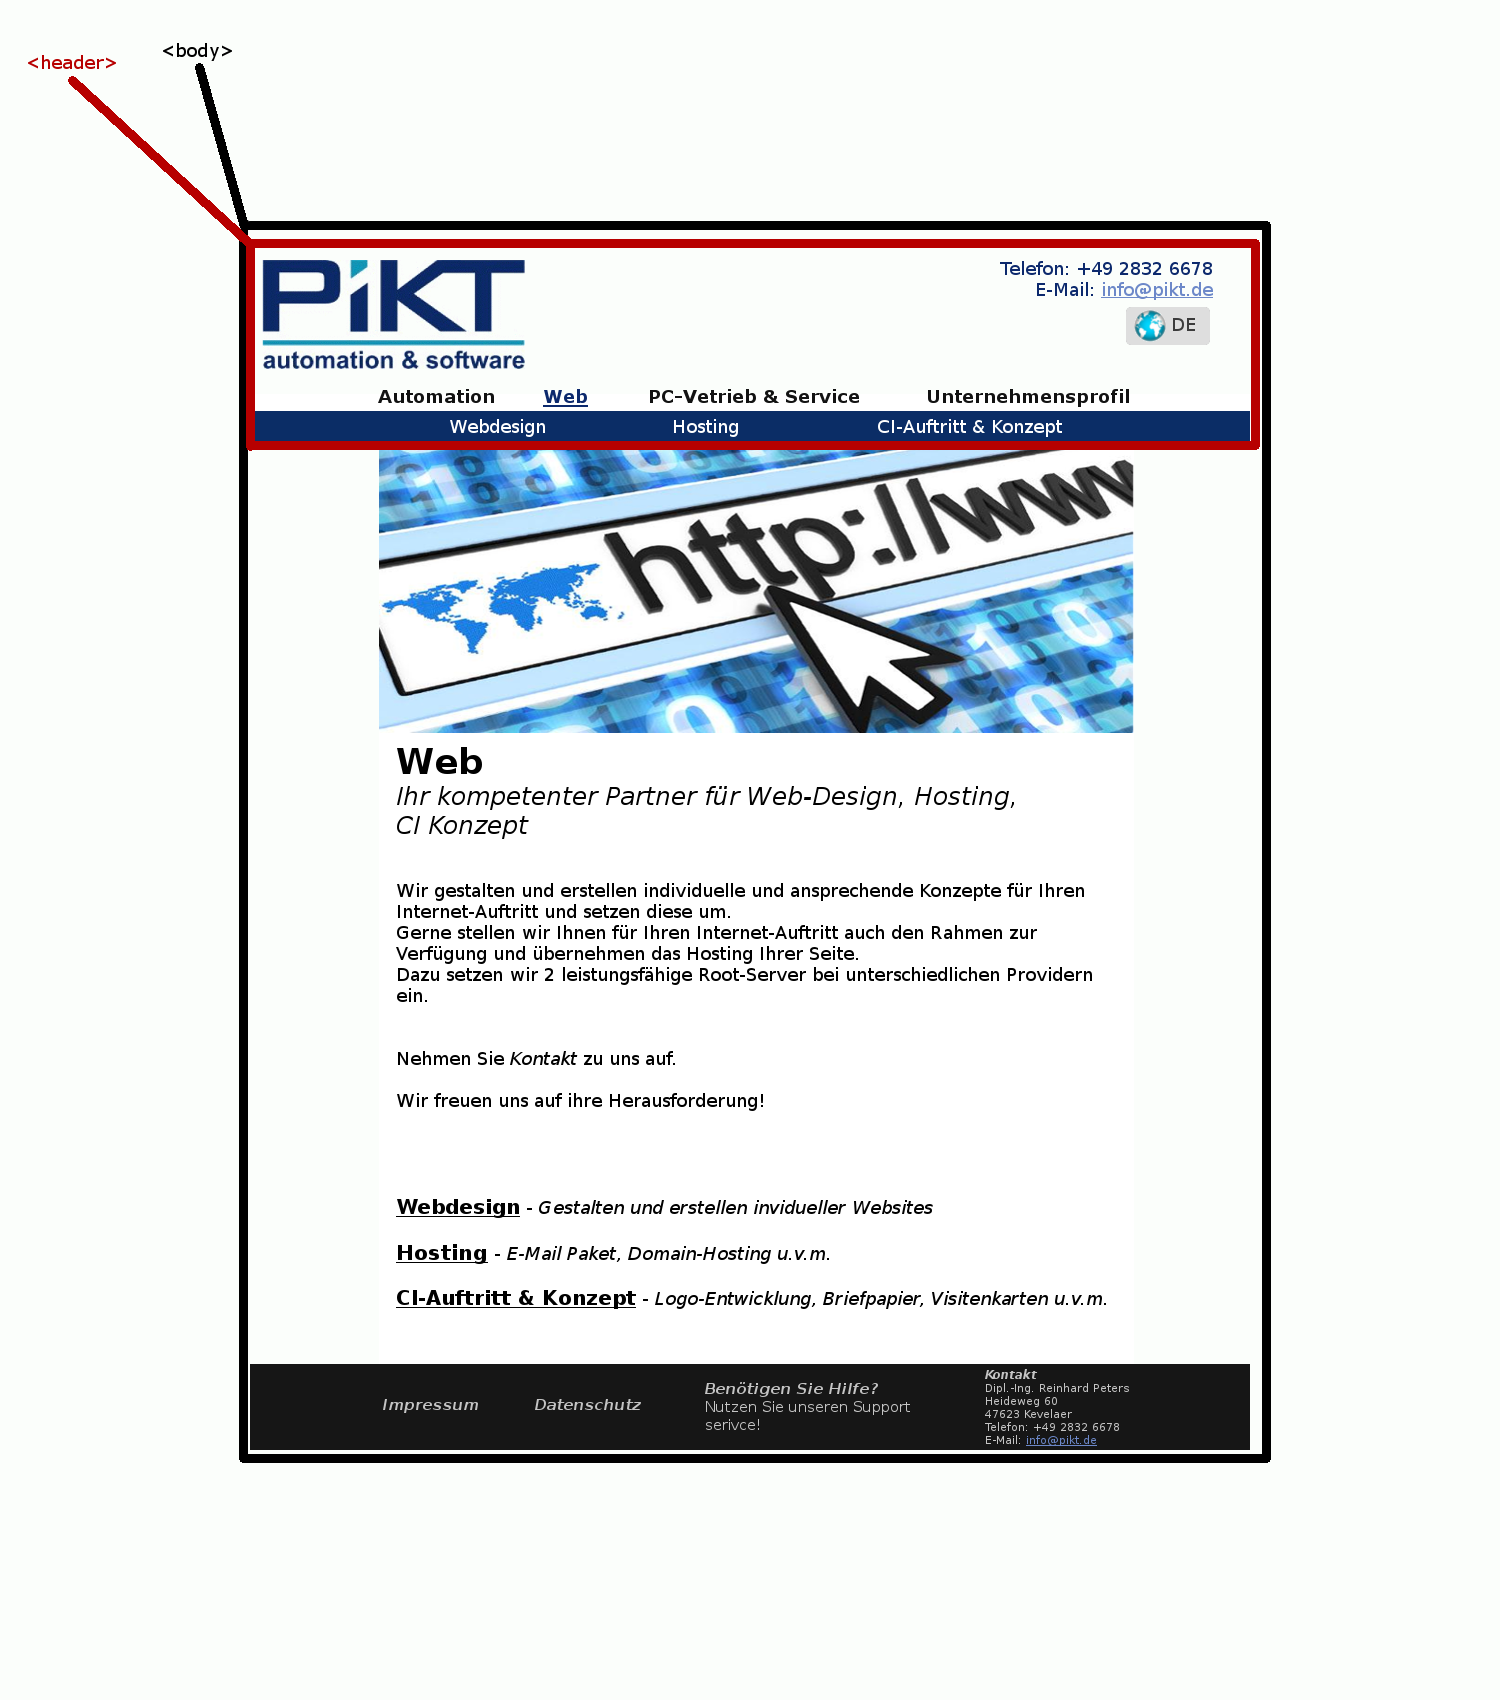 <body>
<header>
PiKT
automation & software
Telefon: +49 2832 6678
E-Mail: info@pikt.de
DE
Automation Web PC-Vetrieb & Service Unternehmensprofil
Webdesign Hosting CI-Auftritt & Konzept
http://www
Web
Ihr kompetenter Partner für Web-Design, Hosting,
CI Konzept
Wir gestalten und erstellen individuelle und ansprechende Konzepte für Ihren
Internet-Auftritt und setzen diese um.
Gerne stellen wir Ihnen für Ihren Internet-Auftritt auch den Rahmen zur
Verfügung und übernehmen das Hosting Ihrer Seite.
Dazu setzen wir 2 leistungsfähige Root-Server bei unterschiedlichen Providern
ein.
Nehmen Sie Kontakt zu uns auf.
Wir freuen uns auf ihre Herausforderung!
Webdesign - Gestalten und erstellen invidueller Websites
Hosting - E-Mail Paket, Domain-Hosting u.v.m.
CI-Auftritt & Konzept - Logo-Entwicklung, Briefpapier, Visitenkarten u.v.m.
Impressum
Datenschutz
Benötigen Sie Hilfe?
Nutzen Sie unseren Support
serivce!
Kontakt
Dipl.-Ing. Reinhard Peters
Heideweg 60
47623 Kevelaer
Telefon: +49 2832 6678
E-Mail: info@pikt.de